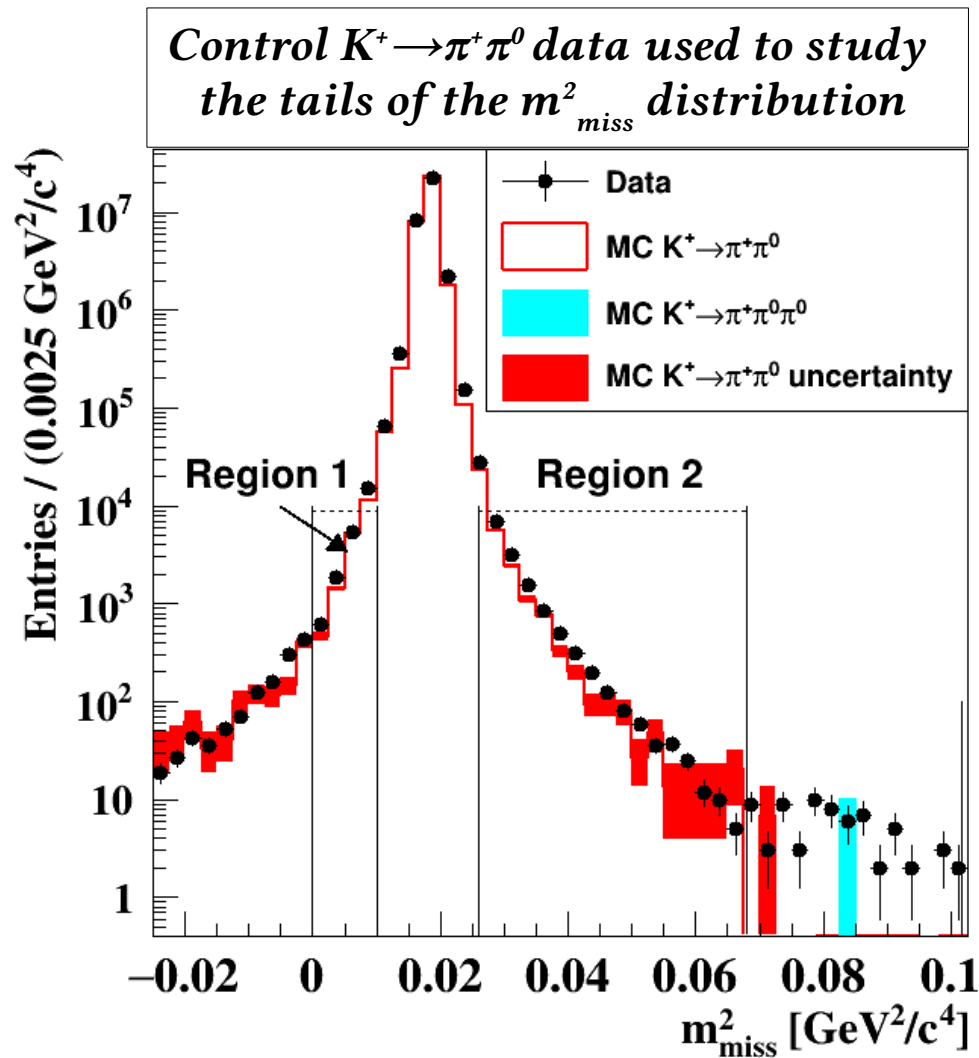 Control K⁺→π⁺π⁰ data used to study
the tails of the m²miss distribution
Entries / (0.0025 GeV²/c⁴)
10⁷
10⁶
10⁵
10⁴
10³
10²
10
1
Data
MC K⁺→π⁺π⁰
MC K⁺→π⁺π⁰π⁰
MC K⁺→π⁺π⁰ uncertainty
Region 1
Region 2
−0.02 0 0.02 0.04 0.06 0.08 0.1
m²miss [GeV²/c⁴]